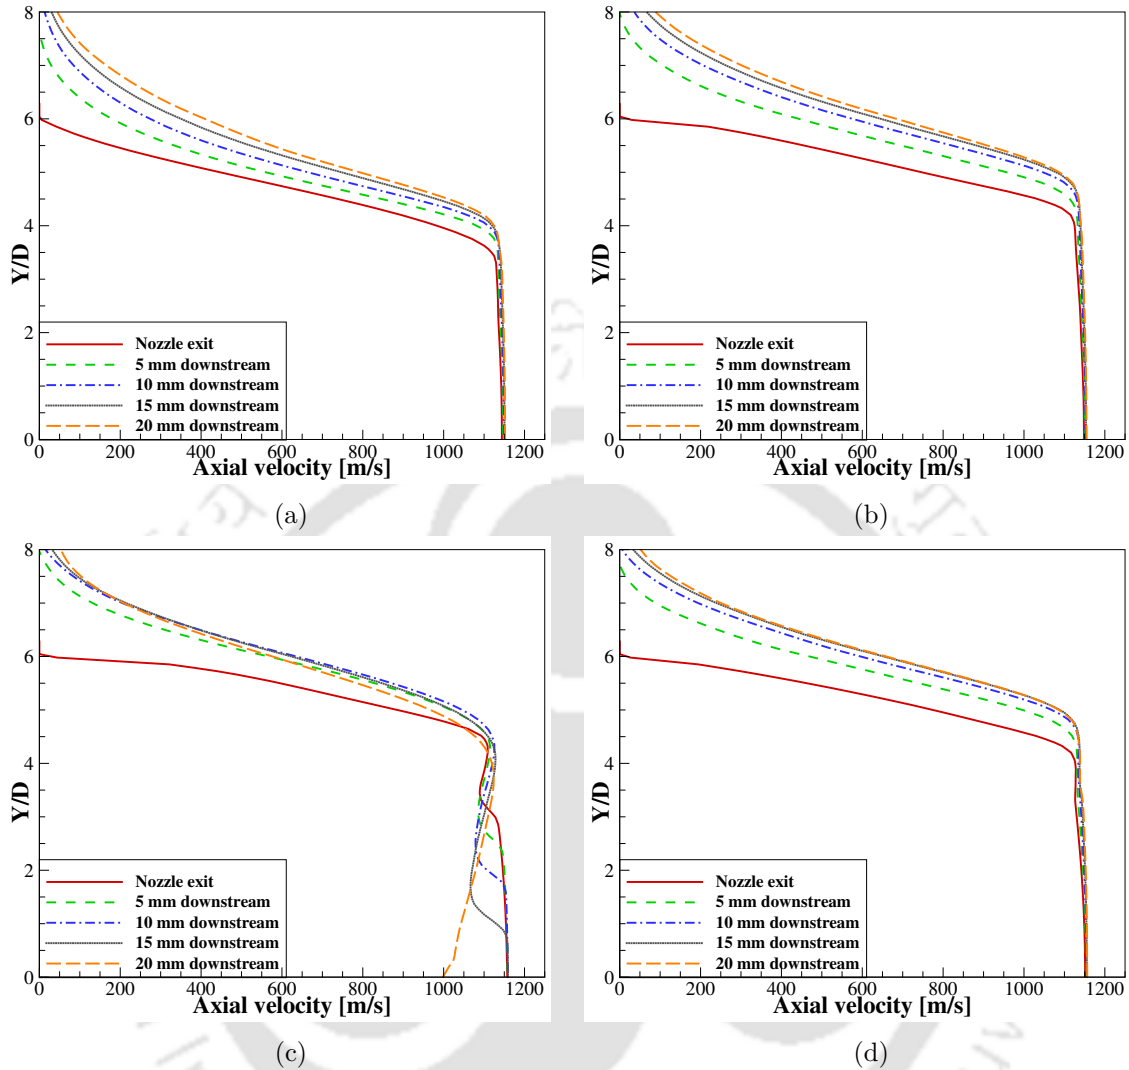 8
6
4
2
0
Y/D
Nozzle exit
5 mm downstream
10 mm downstream
15 mm downstream
20 mm downstream
0 200 400 600 800 1000 1200
Axial velocity [m/s]
(a)
8
6
4
2
0
Y/D
Nozzle exit
5 mm downstream
10 mm downstream
15 mm downstream
20 mm downstream
0 200 400 600 800 1000 1200
Axial velocity [m/s]
(b)
8
6
4
2
0
Y/D
Nozzle exit
5 mm downstream
10 mm downstream
15 mm downstream
20 mm downstream
0 200 400 600 800 1000 1200
Axial velocity [m/s]
(c)
8
6
4
2
0
Y/D
Nozzle exit
5 mm downstream
10 mm downstream
15 mm downstream
20 mm downstream
0 200 400 600 800 1000 1200
Axial velocity [m/s]
(d)